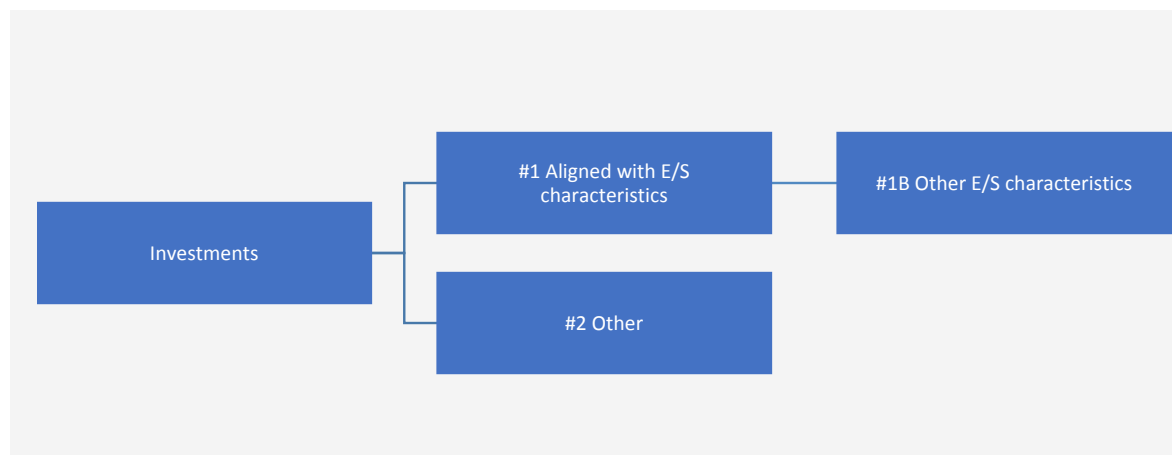 #1 Aligned with E/S
characteristics
#1B Other E/S characteristics
Investments
#2 Other